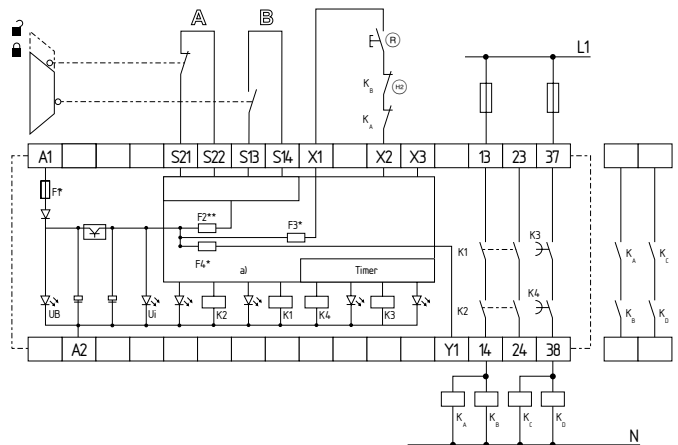 A B
L1
R
K B H2
K A
A1 S21 S22 S13 S14 X1 X2 X3 13 23 37
F1*
F2**
F3*
F4*
a) Timer
K1 K3
K2 K4
UB Ui K2 K1 K4 K3
K A K C
K B K D
A2 Y1 14 24 38
K A K B K C K D
N